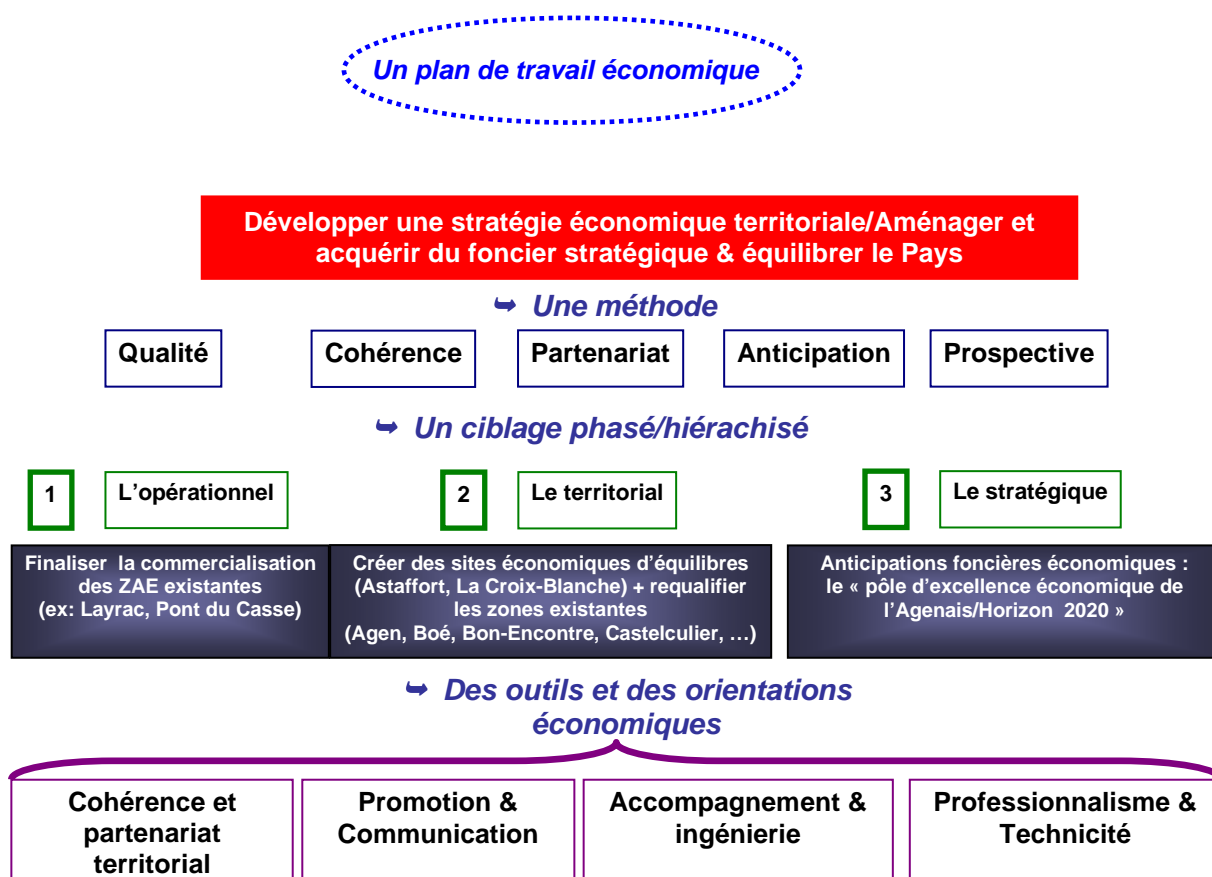 Un plan de travail économique
Développer une stratégie économique territoriale/Aménager et
acquérir du foncier stratégique & équilibrer le Pays
➥ Une méthode
Qualité
Cohérence
Partenariat
Anticipation
Prospective
➥ Un ciblage phasé/hiérachisé
1
L'opérationnel
2
Le territorial
3
Le stratégique
Finaliser la commercialisation
des ZAE existantes
(ex: Layrac, Pont du Casse)
Créer des sites économiques d'équilibres
(Astaffort, La Croix-Blanche) + requalifier
les zones existantes
(Agen, Boé, Bon-Encontre, Castelculier, …)
Anticipations foncières économiques :
le « pôle d'excellence économique de
l'Agenais/Horizon 2020 »
➥ Des outils et des orientations
économiques
Cohérence et
partenariat
territorial
Promotion &
Communication
Accompagnement &
ingénierie
Professionnalisme &
Technicité